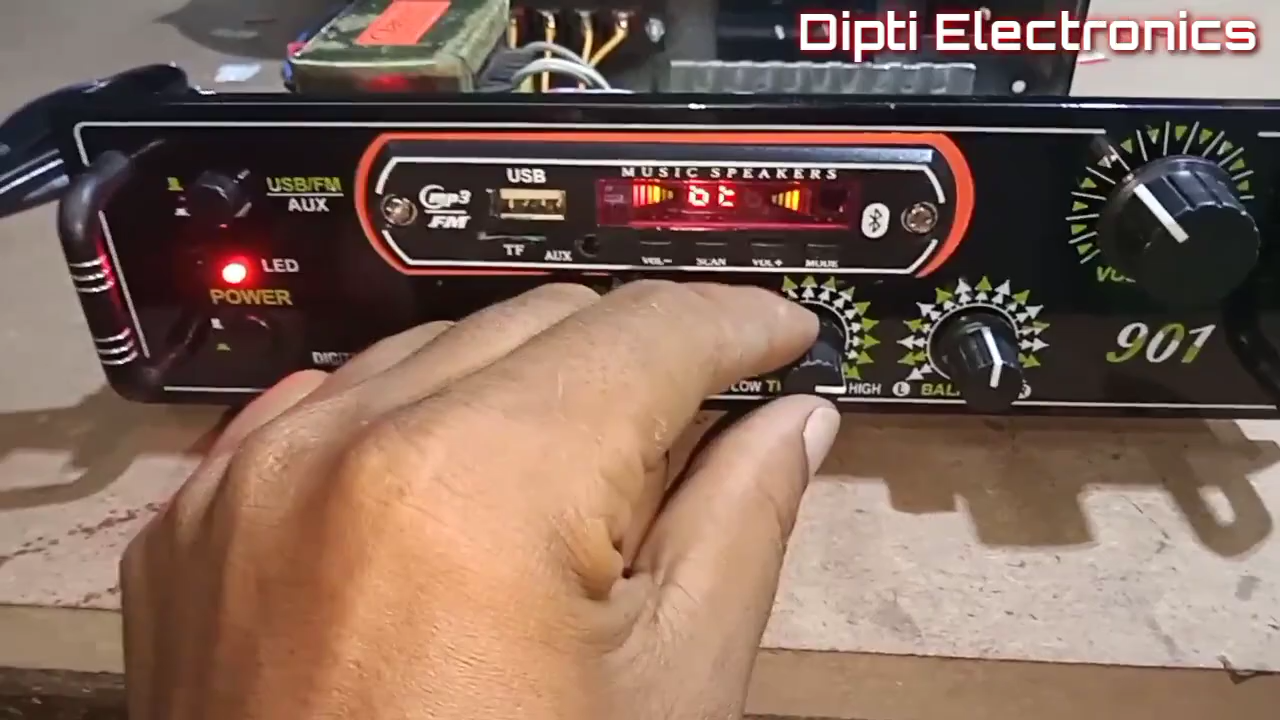 Dipti Electronics
MUSIC SPEAKERS
USB
mp3
FM
bt
USB/FM
AUX
TF
AUX
VOL-
SCAN
VOL+
MODE
LED
POWER
LOW
HIGH
L
901